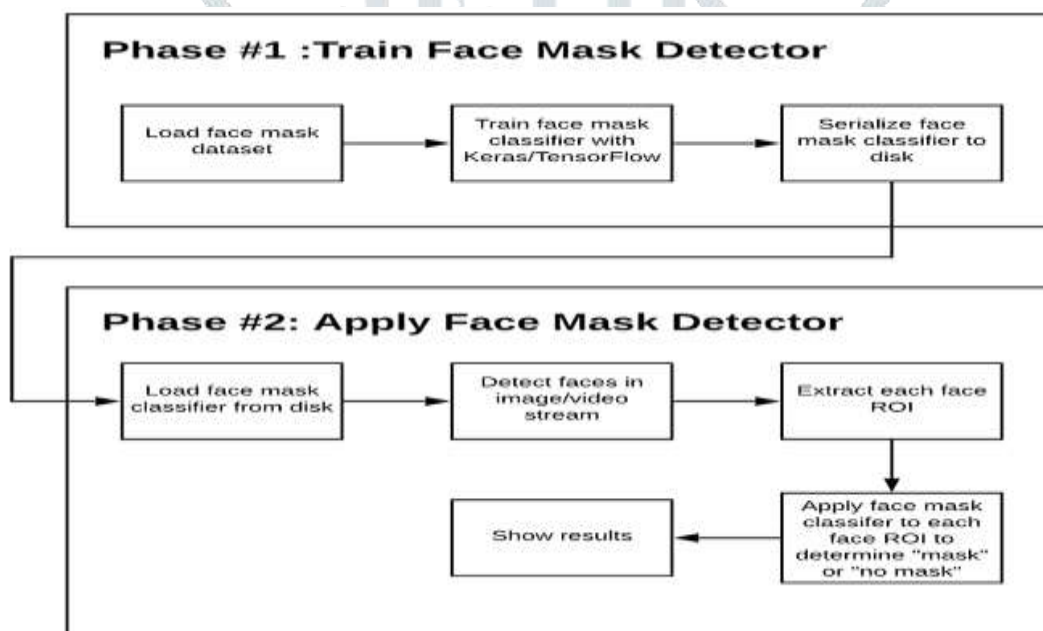 Phase #1 :Train Face Mask Detector
Load face mask
dataset
Train face mask
classifier with
Keras/TensorFlow
Serialize face
mask classifier to
disk
Phase #2: Apply Face Mask Detector
Load face mask
classifier from disk
Detect faces in
image/video
stream
Extract each face
ROI
Apply face mask
classifer to each
face ROI to
determine "mask"
or "no mask"
Show results